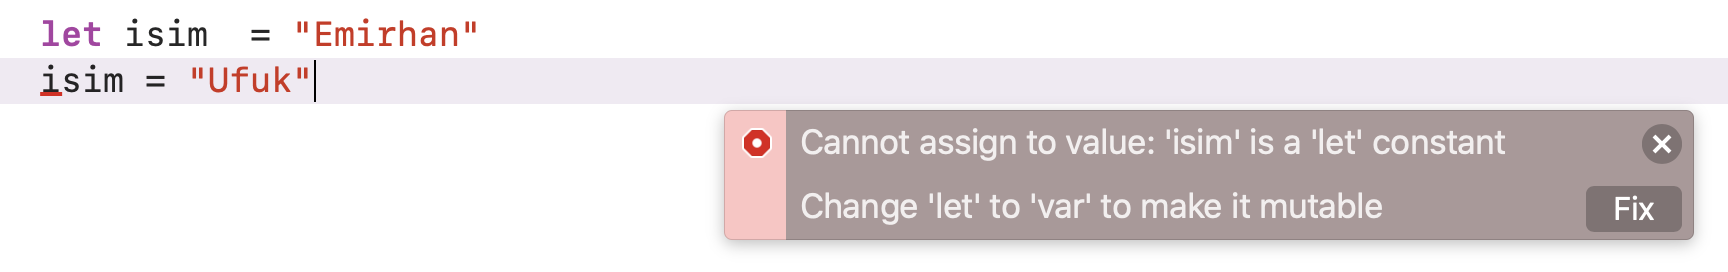 let isim  = "Emirhan"
isim = "Ufuk"
Cannot assign to value: 'isim' is a 'let' constant
Change 'let' to 'var' to make it mutable
Fix